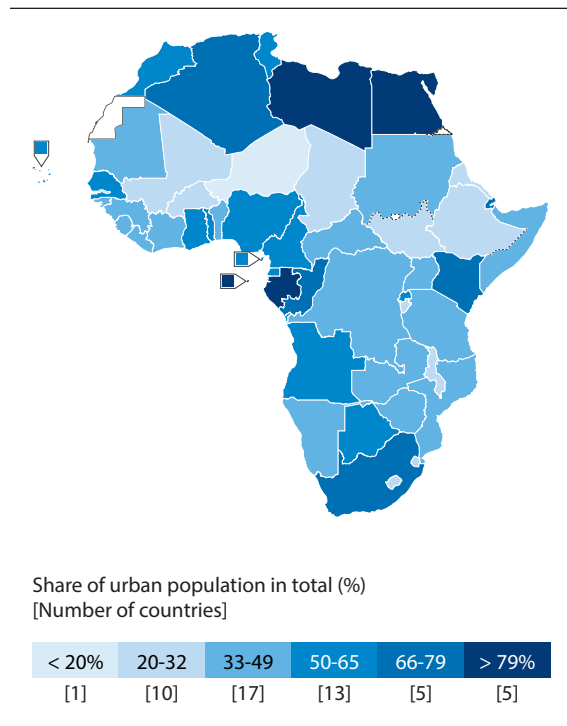 Share of urban population in total (%)
[Number of countries]
< 20% 20-32 33-49 50-65 66-79 > 79%
[1] [10] [17] [13] [5] [5]